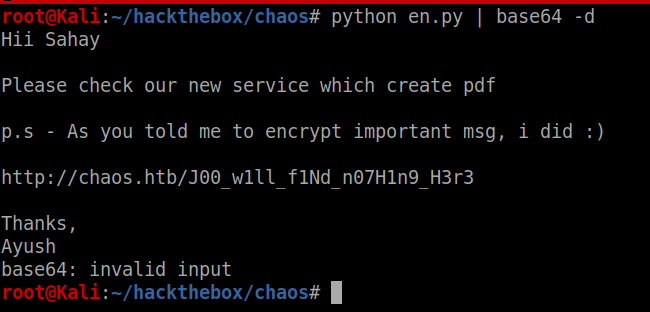 root@Kali:~/hackthebox/chaos# python en.py | base64 -d
Hii Sahay
Please check our new service which create pdf
p.s - As you told me to encrypt important msg, i did :)
http://chaos.htb/J00_w1ll_f1Nd_n07H1n9_H3r3
Thanks,
Ayush
base64: invalid input
root@Kali:~/hackthebox/chaos#